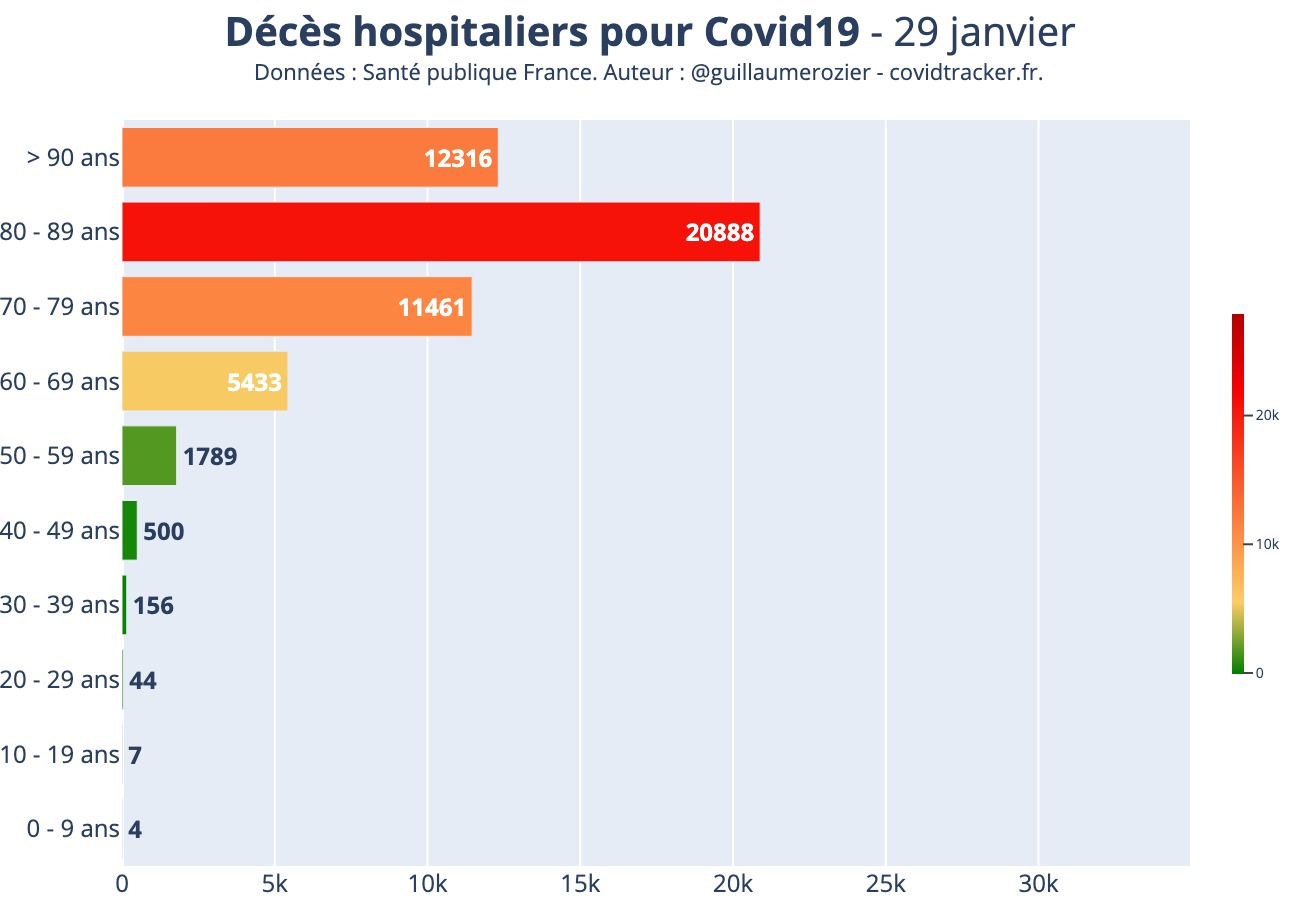 Décès hospitaliers pour Covid19 - 29 janvier
Données : Santé publique France. Auteur : @guillaumerozier - covidtracker.fr.
> 90 ans 12316
80 - 89 ans 20888
70 - 79 ans 11461
60 - 69 ans 5433
50 - 59 ans 1789
40 - 49 ans 500
30 - 39 ans 156
20 - 29 ans 44
10 - 19 ans 7
0 - 9 ans 4
0 5k 10k 15k 20k 25k 30k
20k
10k
0